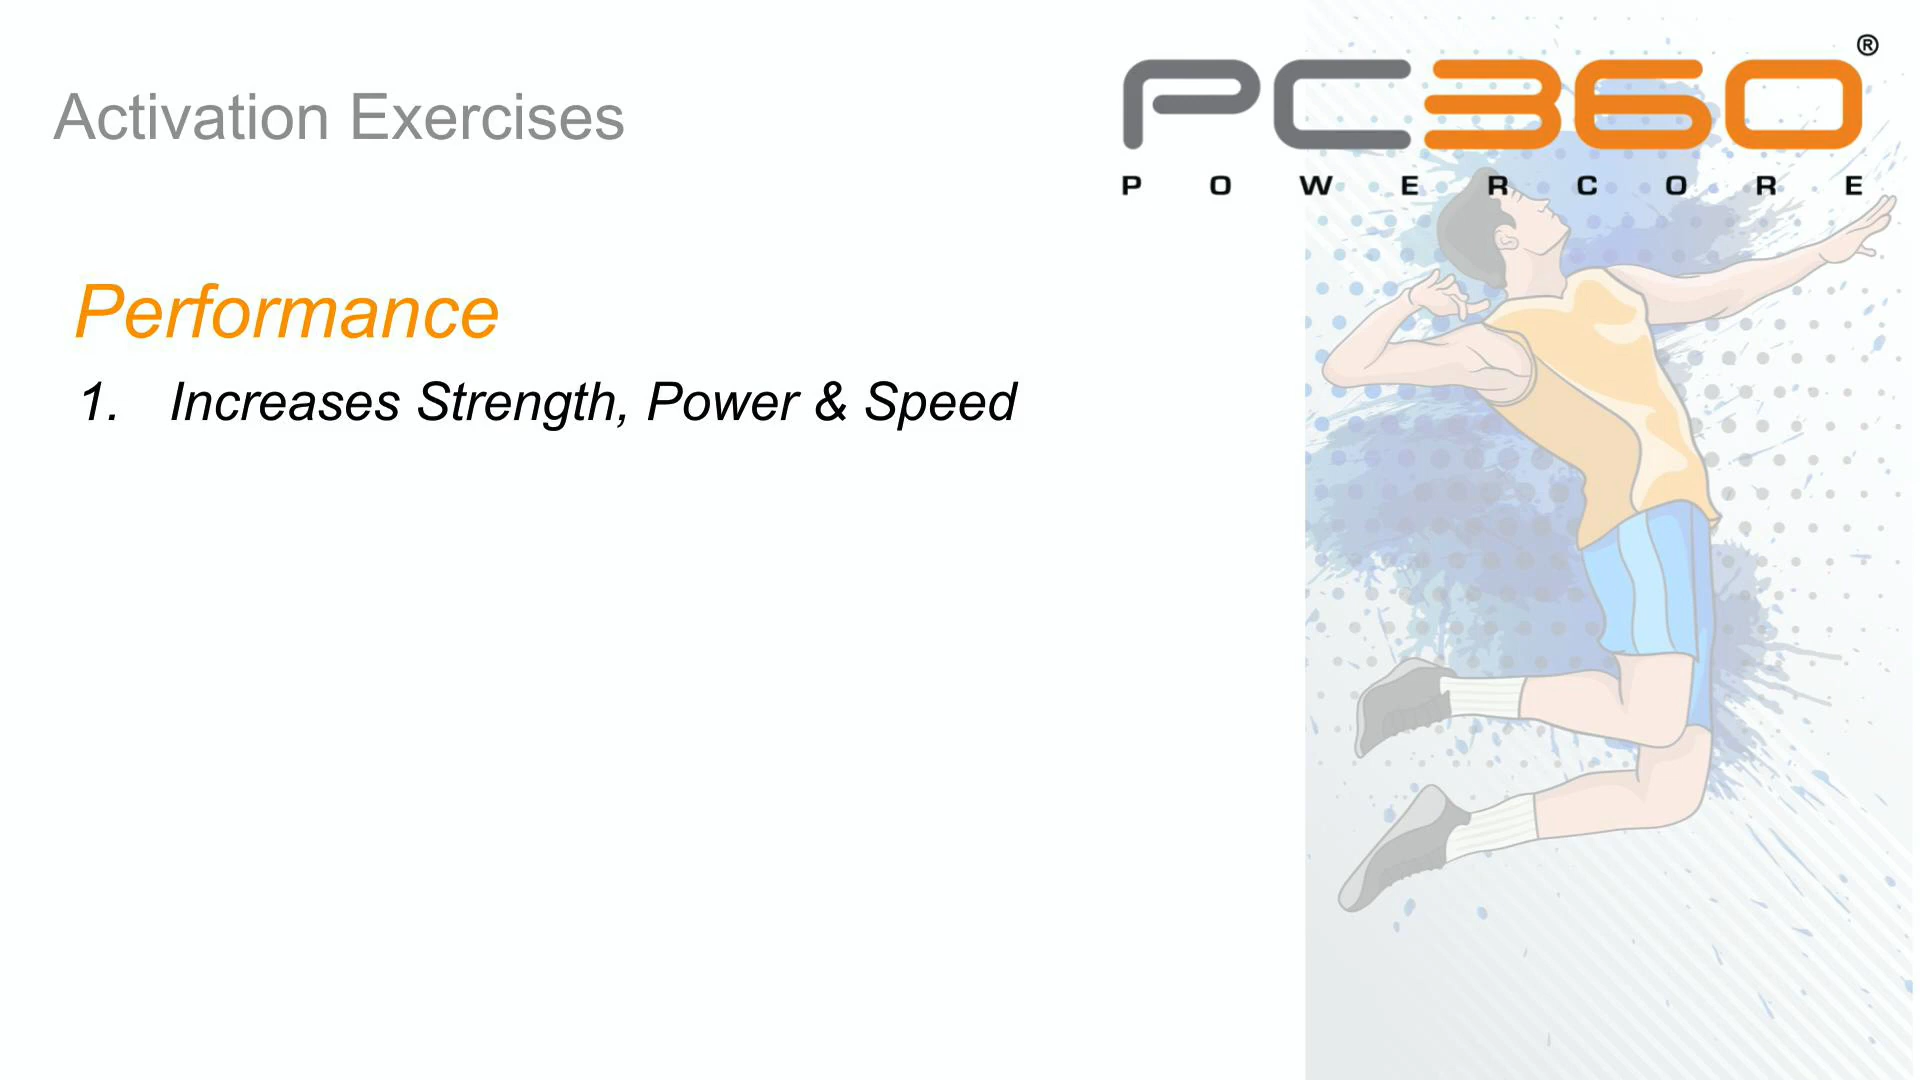 PC360®
POWERCORE
Activation Exercises
Performance
1. Increases Strength, Power & Speed